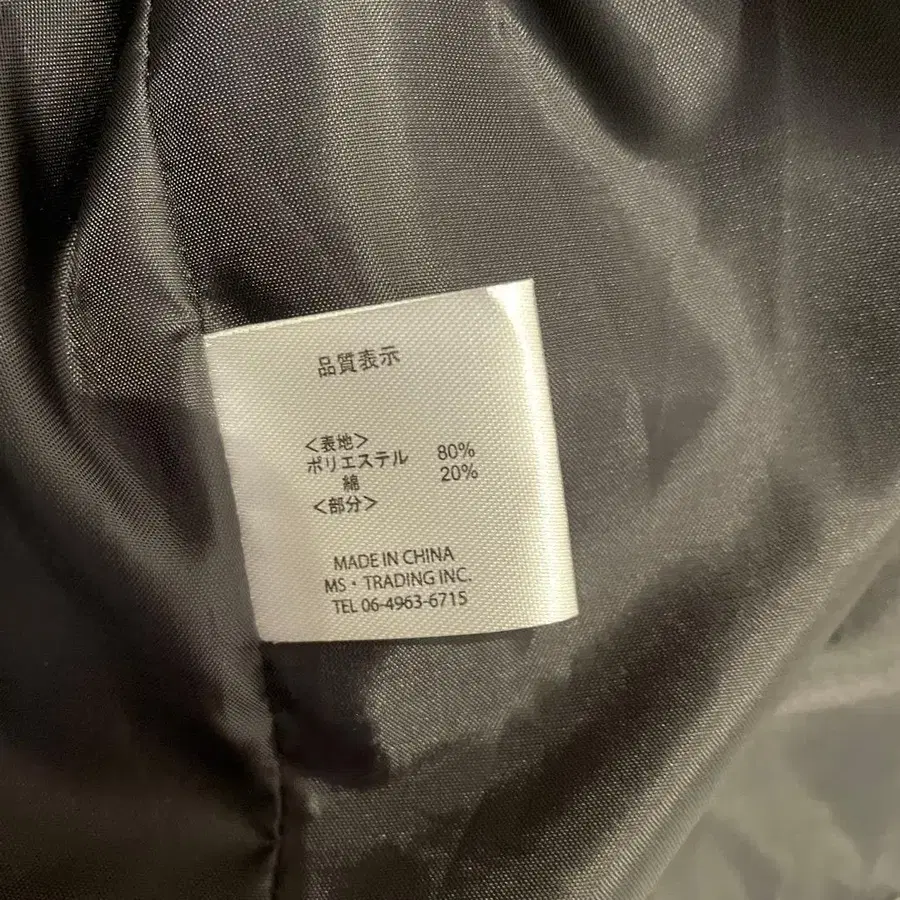 品質表示
<表地>
ポリエステル 80%
綿 20%
<部分>
MADE IN CHINA
MS・TRADING INC.
TEL 06-4963-6715